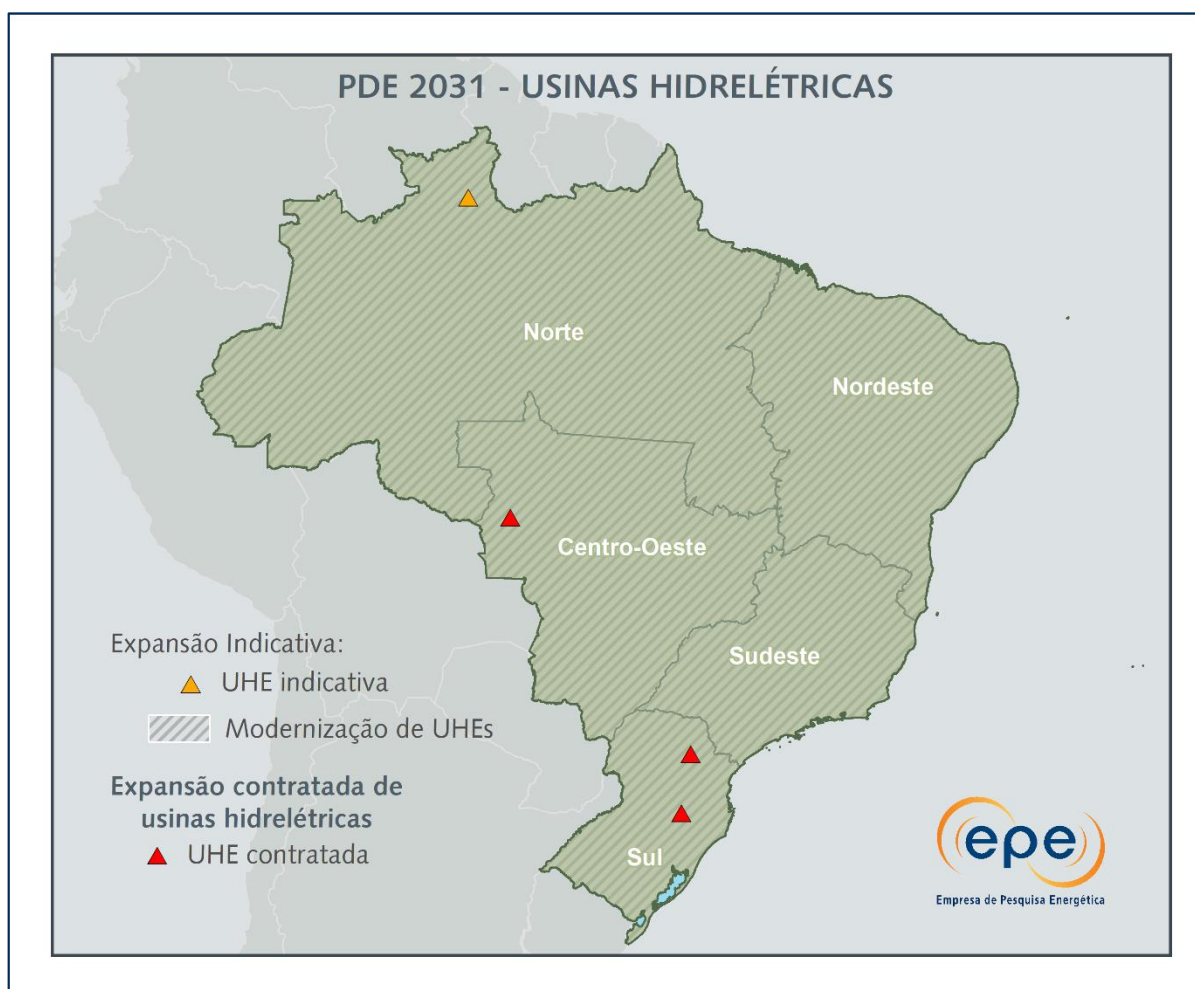 PDE 2031 - USINAS HIDRELÉTRICAS
Norte
Nordeste
Centro-Oeste
Sudeste
Sul
Expansão Indicativa:
UHE indicativa
Modernização de UHEs
Expansão contratada de
usinas hidrelétricas
UHE contratada
epe
Empresa de Pesquisa Energética